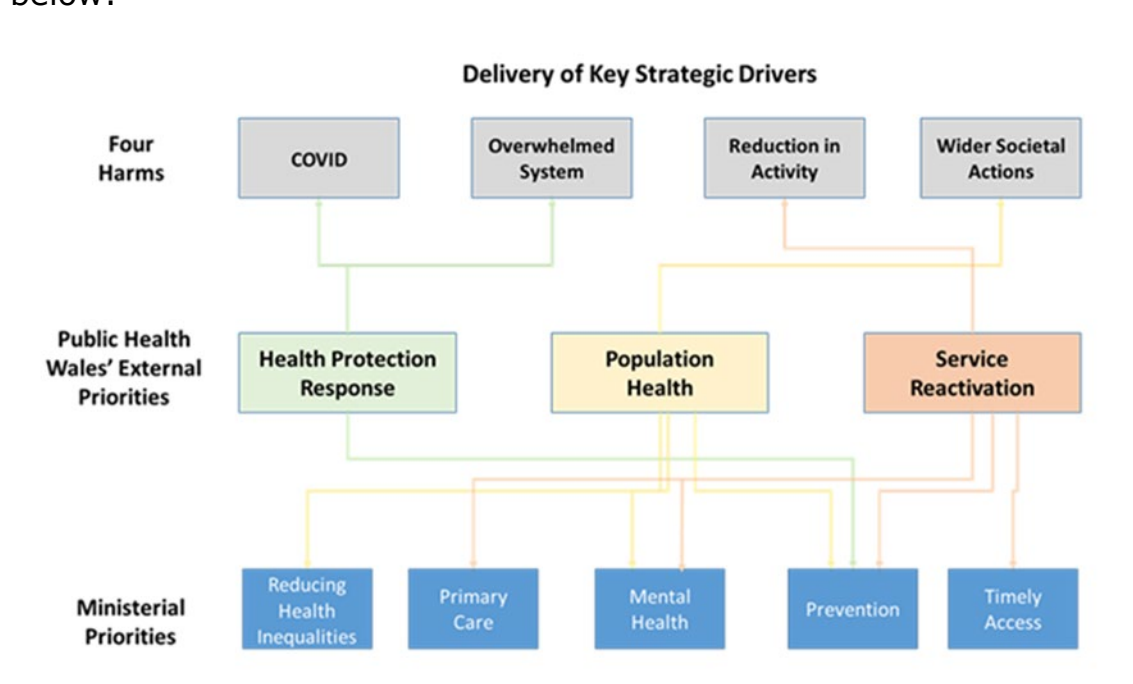 below:
Delivery of Key Strategic Drivers
Four
Harms
COVID
Overwhelmed
System
Reduction in
Activity
Wider Societal
Actions
Public Health
Wales’ External
Priorities
Health Protection
Response
Population
Health
Service
Reactivation
Ministerial
Priorities
Reducing
Health
Inequalities
Primary
Care
Mental
Health
Prevention
Timely
Access